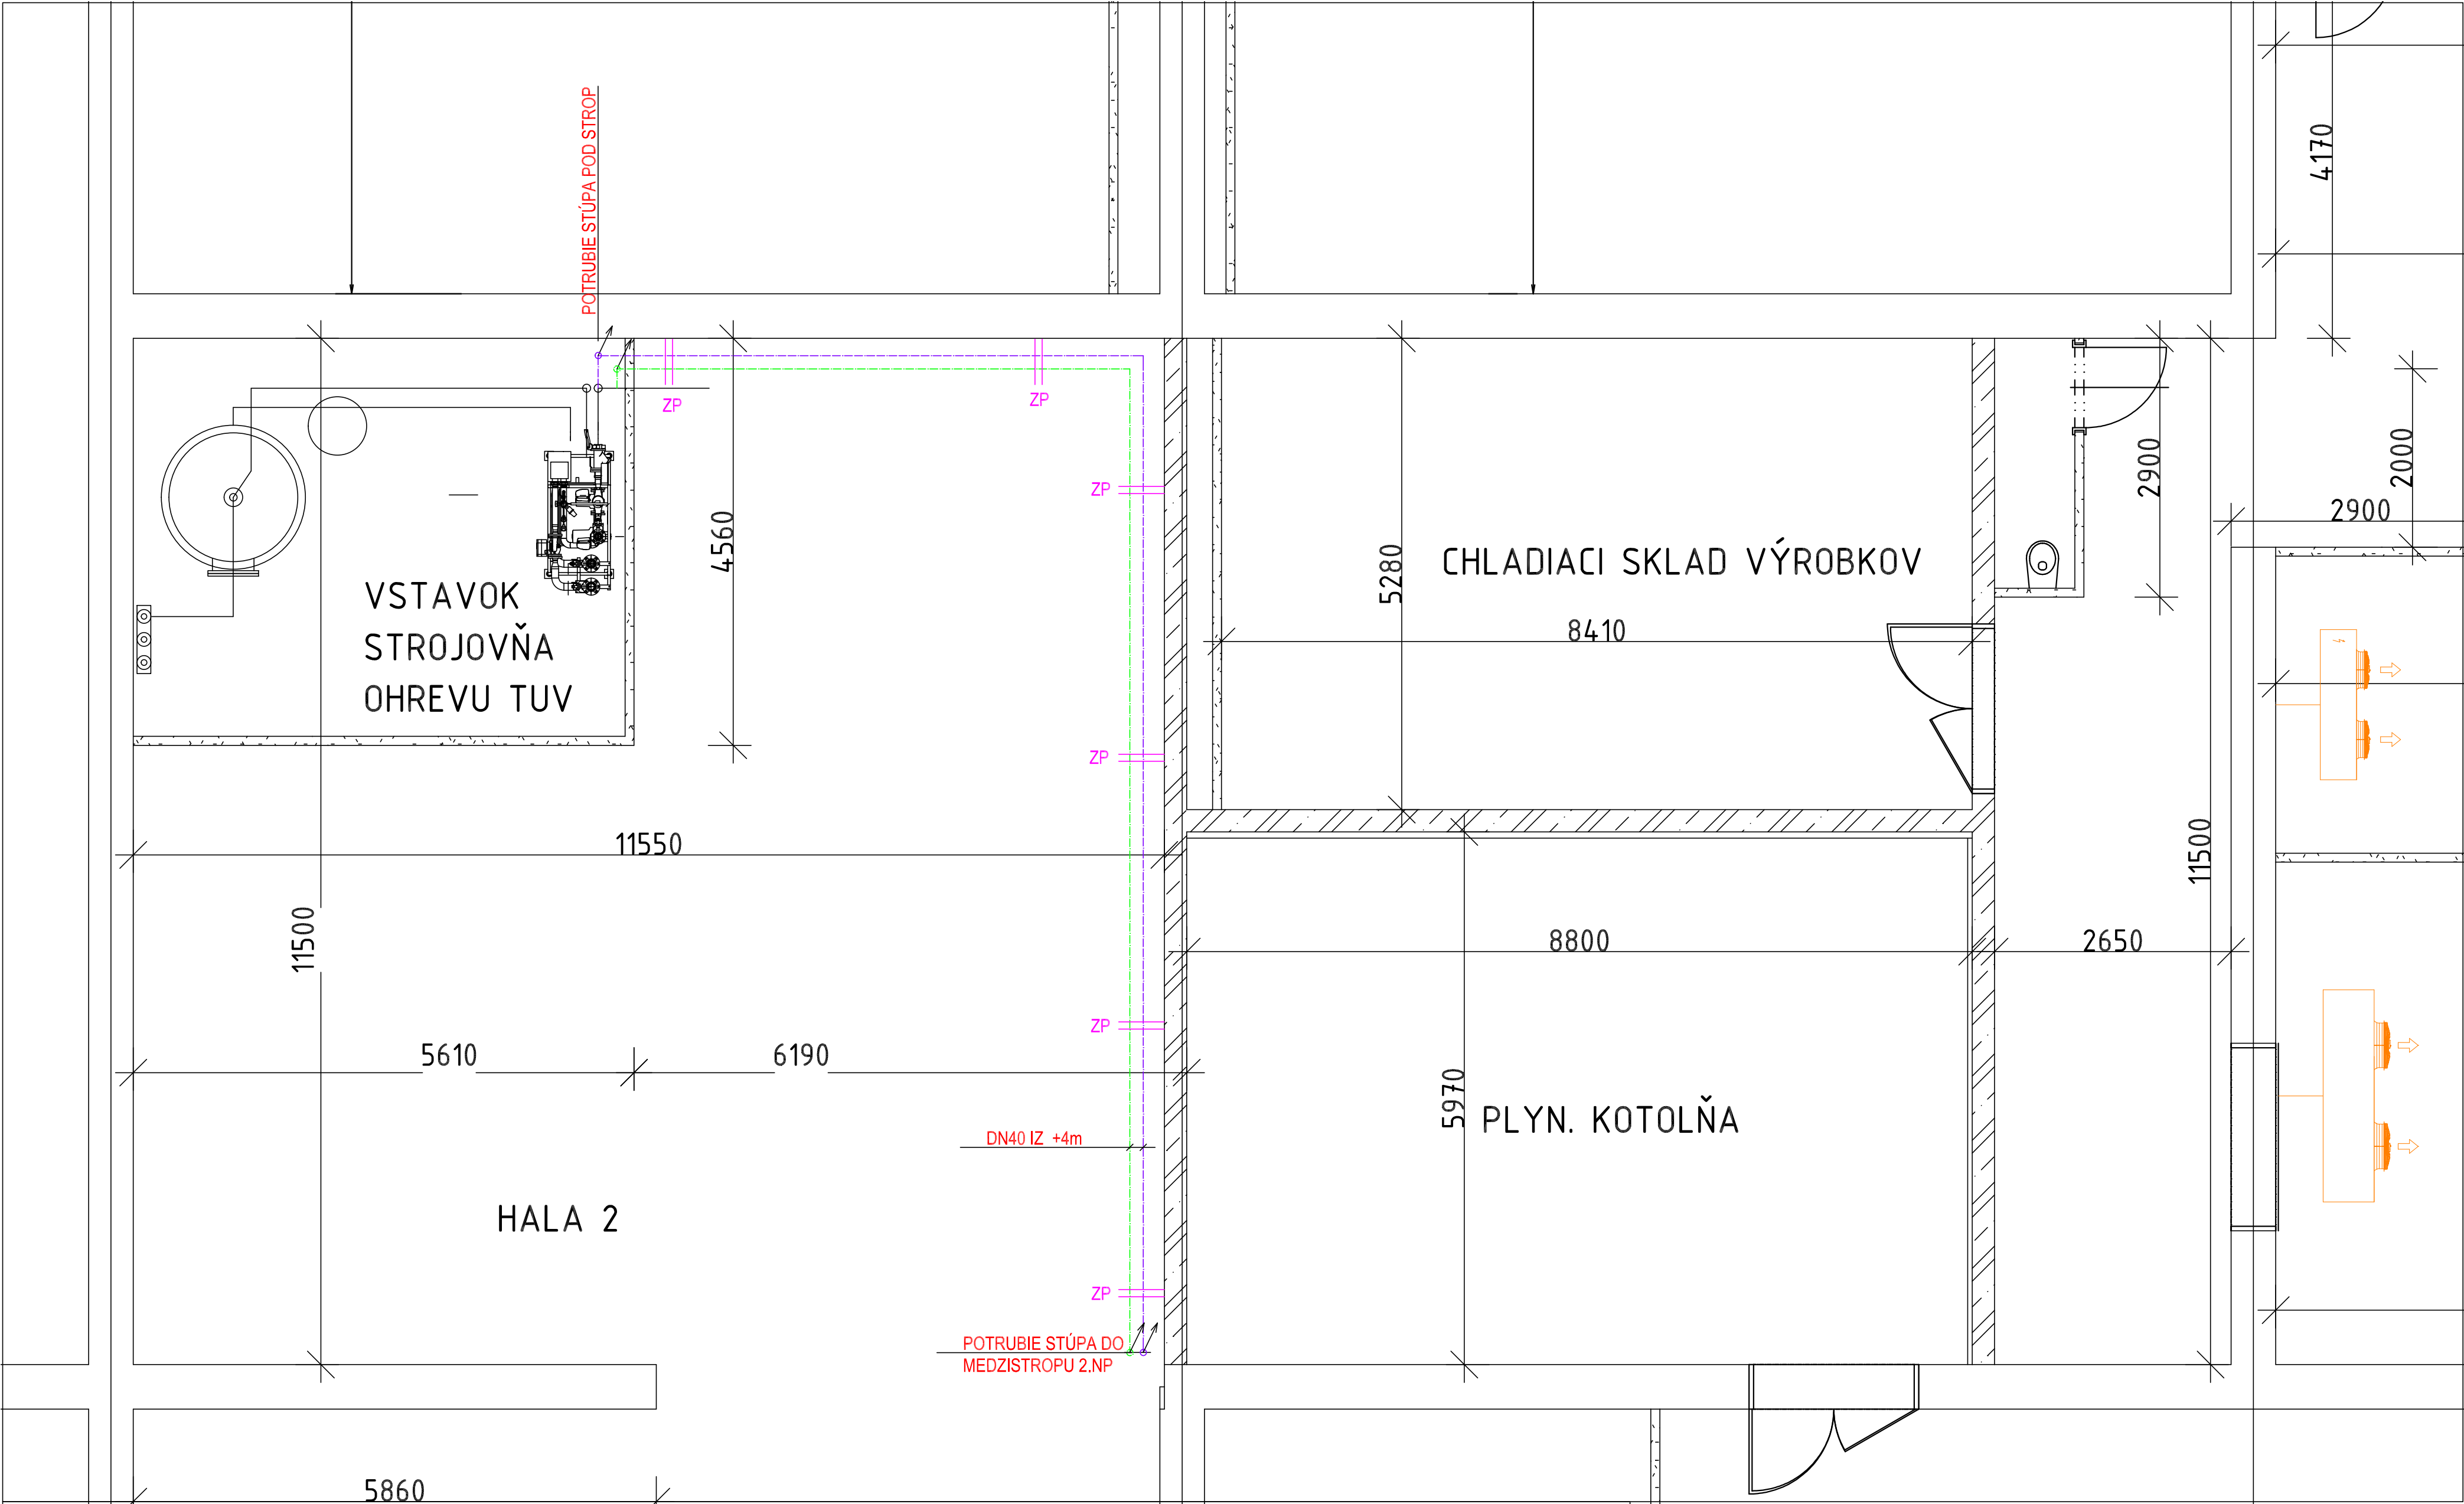 POTRUBIE STÚPA POD STROP
4170
ZP
ZP
ZP
2900
2000
2900
4560
5280
CHLADIACI SKLAD VÝROBKOV
VSTAVOK
STROJOVŇA
OHREVU TUV
8410
ZP
11550
11500
11500
8800
2650
ZP
5610
6190
5970
PLYN. KOTOLŇA
DN40 IZ +4m
HALA 2
ZP
POTRUBIE STÚPA DO
MEDZISTROPU 2.NP
5860